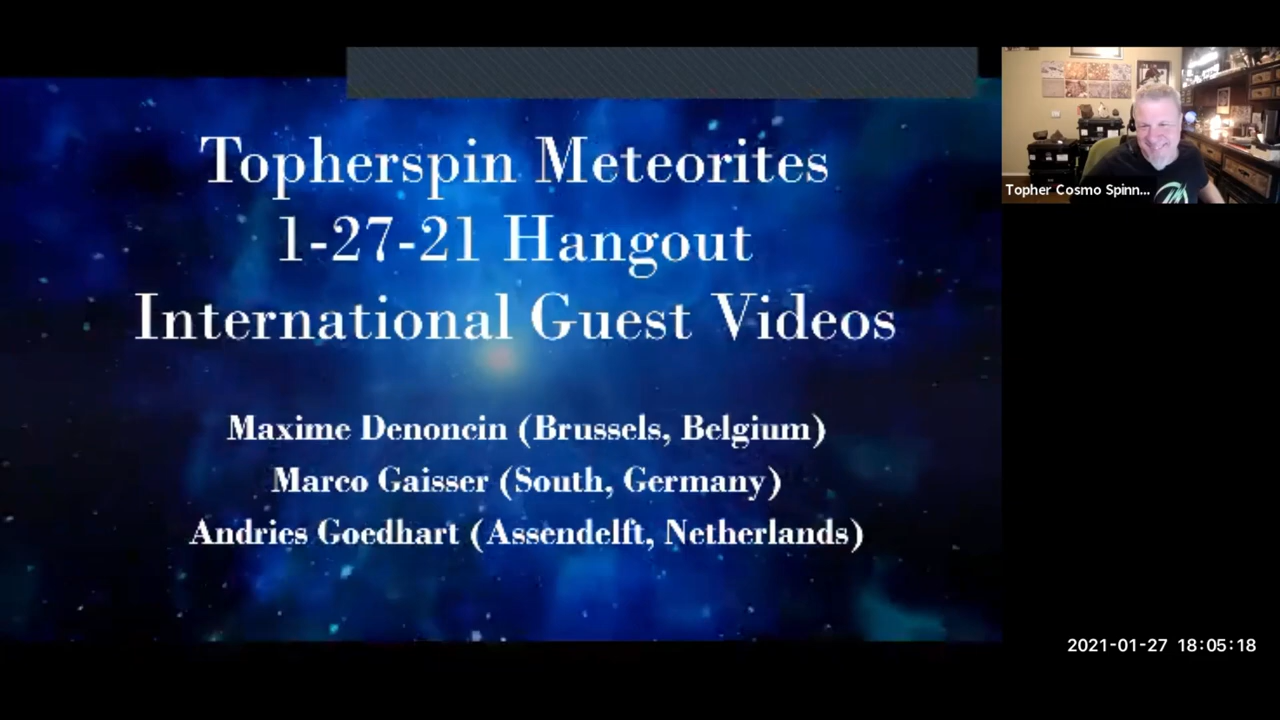 Topherspin Meteorites
1-27-21 Hangout
International Guest Videos
Maxime Denoncin (Brussels, Belgium)
Marco Gaisser (South, Germany)
Andries Goedhart (Assendelft, Netherlands)
Topher Cosmo Spinn...
2021-01-27 18:05:18